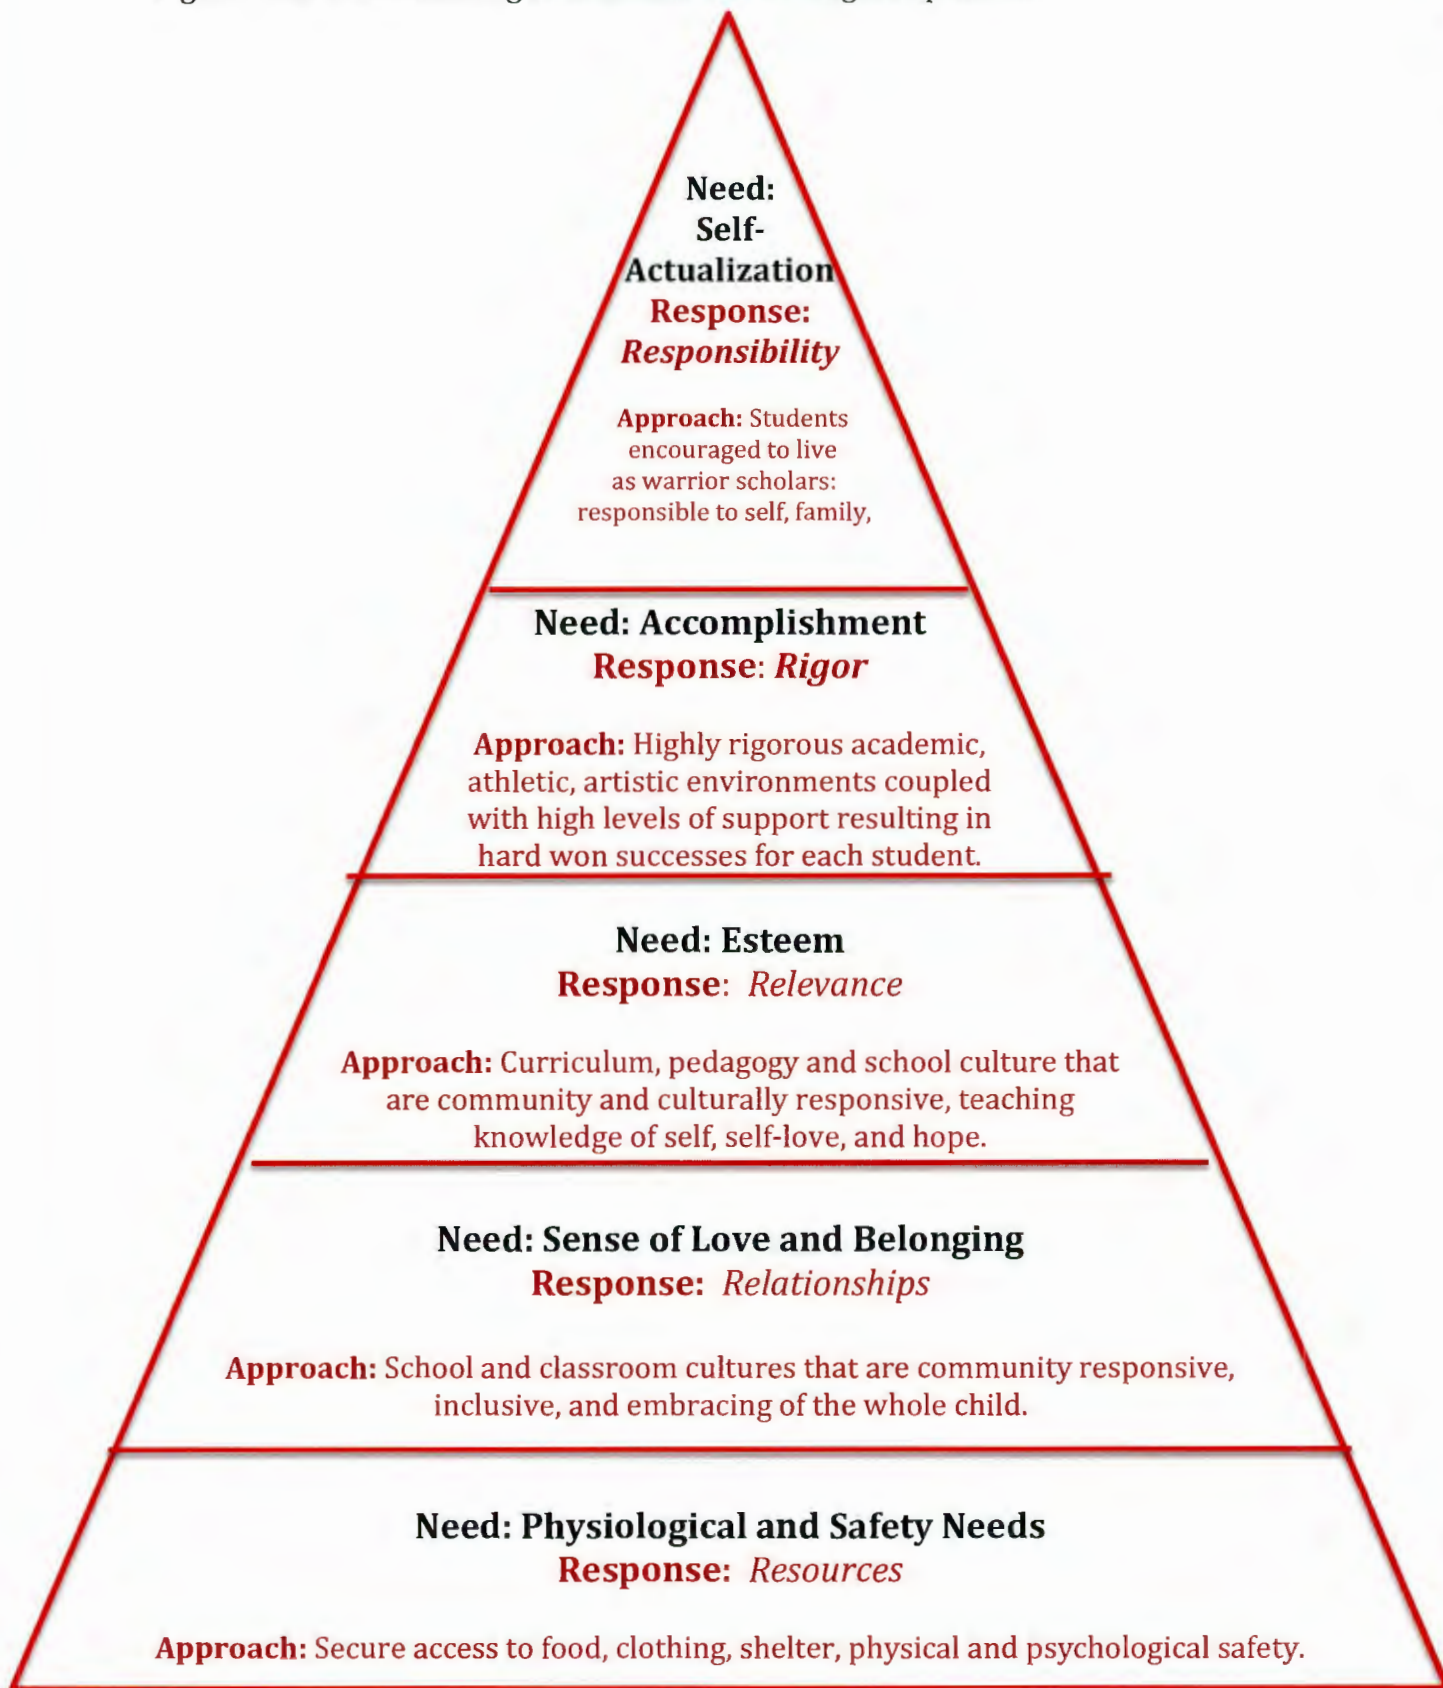 Need:
Self-
Actualization
Response:
Responsibility
Approach: Students
encouraged to live
as warrior scholars:
responsible to self, family,
Need: Accomplishment
Response: Rigor
Approach: Highly rigorous academic,
athletic, artistic environments coupled
with high levels of support resulting in
hard won successes for each student.
Need: Esteem
Response: Relevance
Approach: Curriculum, pedagogy and school culture that
are community and culturally responsive, teaching
knowledge of self, self-love, and hope.
Need: Sense of Love and Belonging
Response: Relationships
Approach: School and classroom cultures that are community responsive,
inclusive, and embracing of the whole child.
Need: Physiological and Safety Needs
Response: Resources
Approach: Secure access to food, clothing, shelter, physical and psychological safety.